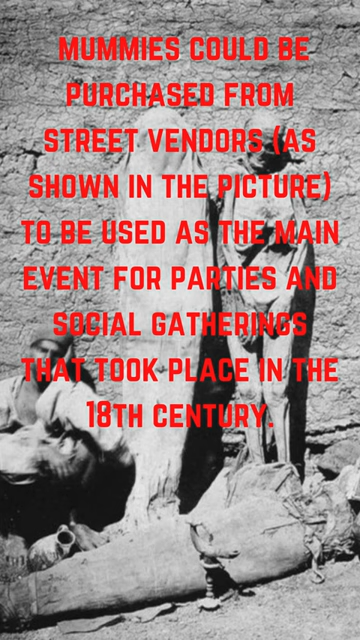 MUMMIES COULD BE
PURCHASED FROM
STREET VENDORS (AS
SHOWN IN THE PICTURE)
TO BE USED AS THE MAIN
EVENT FOR PARTIES AND
SOCIAL GATHERINGS
THAT TOOK PLACE IN THE
18TH CENTURY.